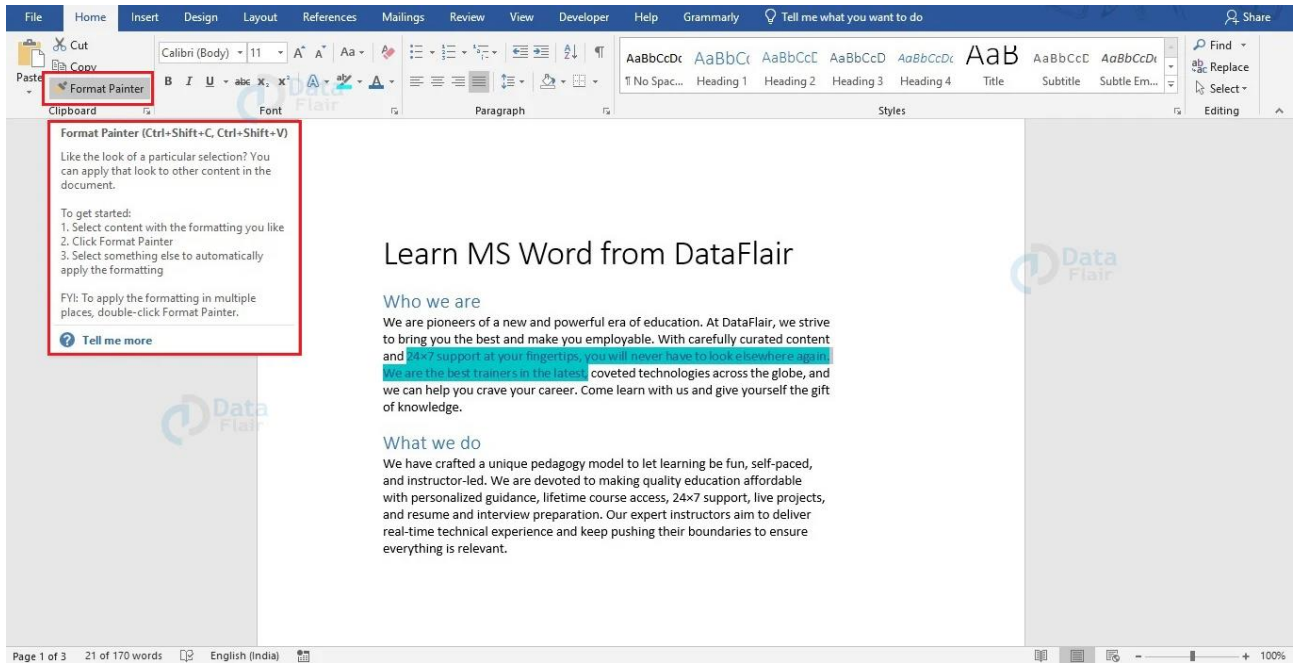 File Home Insert Design Layout References Mailings Review View Developer Help Grammarly Tell me what you want to do Share
Cut
Copy
Paste
Format Painter
Clipboard
Calibri (Body) 11 A A Aa
B I U abc x₂ x² A A
Font
Paragraph
AaBbCcDc AaBbCc AaBbCcE AaBbCcD AaBbCcDc AaB AaBbCcD AaBbCcDc
¶ No Spac... Heading 1 Heading 2 Heading 3 Heading 4 Title Subtitle Subtle Em...
Styles
Find
Replace
Select
Editing
Format Painter (Ctrl+Shift+C, Ctrl+Shift+V)
Like the look of a particular selection? You
can apply that look to other content in the
document.
To get started:
1. Select content with the formatting you like
2. Click Format Painter
3. Select something else to automatically
apply the formatting
FYI: To apply the formatting in multiple
places, double-click Format Painter.
Tell me more
Learn MS Word from DataFlair
Who we are
We are pioneers of a new and powerful era of education. At DataFlair, we strive
to bring you the best and make you employable. With carefully curated content
and 24×7 support at your fingertips, you will never have to look elsewhere again.
We are the best trainers in the latest, coveted technologies across the globe, and
we can help you crave your career. Come learn with us and give yourself the gift
of knowledge.
What we do
We have crafted a unique pedagogy model to let learning be fun, self-paced,
and instructor-led. We are devoted to making quality education affordable
with personalized guidance, lifetime course access, 24×7 support, live projects,
and resume and interview preparation. Our expert instructors aim to deliver
real-time technical experience and keep pushing their boundaries to ensure
everything is relevant.
Data
Flair
Data
Flair
Data
Flair
Page 1 of 3 21 of 170 words English (India) 100%